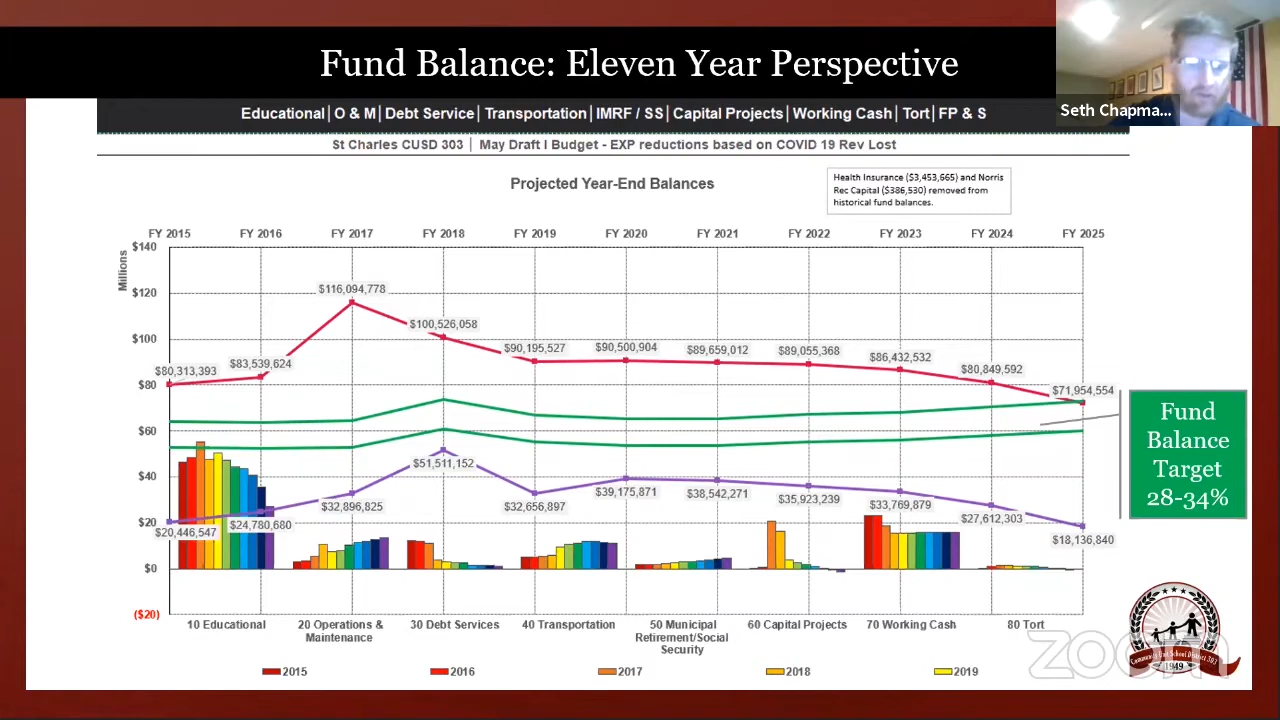 Fund Balance: Eleven Year Perspective
Seth Chapma...
Educational| O & M| Debt Service| Transportation| IMRF / SS| Capital Projects| Working Cash| Tort| FP & S
St Charles CUSD 303 | May Draft I Budget - EXP reductions based on COVID 19 Rev Lost
Projected Year-End Balances
Health Insurance ($3,453,665) and Norris
Rec Capital ($386,530) removed from
historical fund balances.
FY 2015 FY 2016 FY 2017 FY 2018 FY 2019 FY 2020 FY 2021 FY 2022 FY 2023 FY 2024 FY 2025
Millions
$140
$120
$100
$80
$60
$40
$20
$0
($20)
$80,313,393 $83,539,624 $116,094,778 $100,526,058 $90,195,527 $90,500,904 $89,659,012 $89,055,368 $86,432,532 $80,849,592 $71,954,554
$20,446,547 $24,780,680 $32,896,825 $51,511,152 $32,656,897 $39,175,871 $38,542,271 $35,923,239 $33,769,879 $27,612,303 $18,136,840
Fund
Balance
Target
28-34%
10 Educational
20 Operations &
Maintenance
30 Debt Services
40 Transportation
50 Municipal
Retirement/Social
Security
60 Capital Projects
70 Working Cash
80 Tort
2015 2016 2017 2018 2019
Community Unit School District 303
1949
zoom